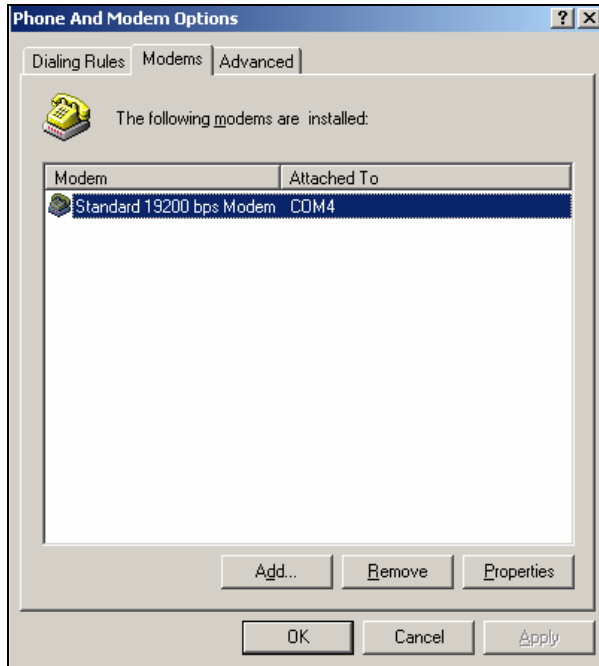 Phone And Modem Options
Dialing Rules Modems Advanced
The following modems are installed:
Modem Attached To
Standard 19200 bps Modem COM4
Add... Remove Properties
OK Cancel Apply